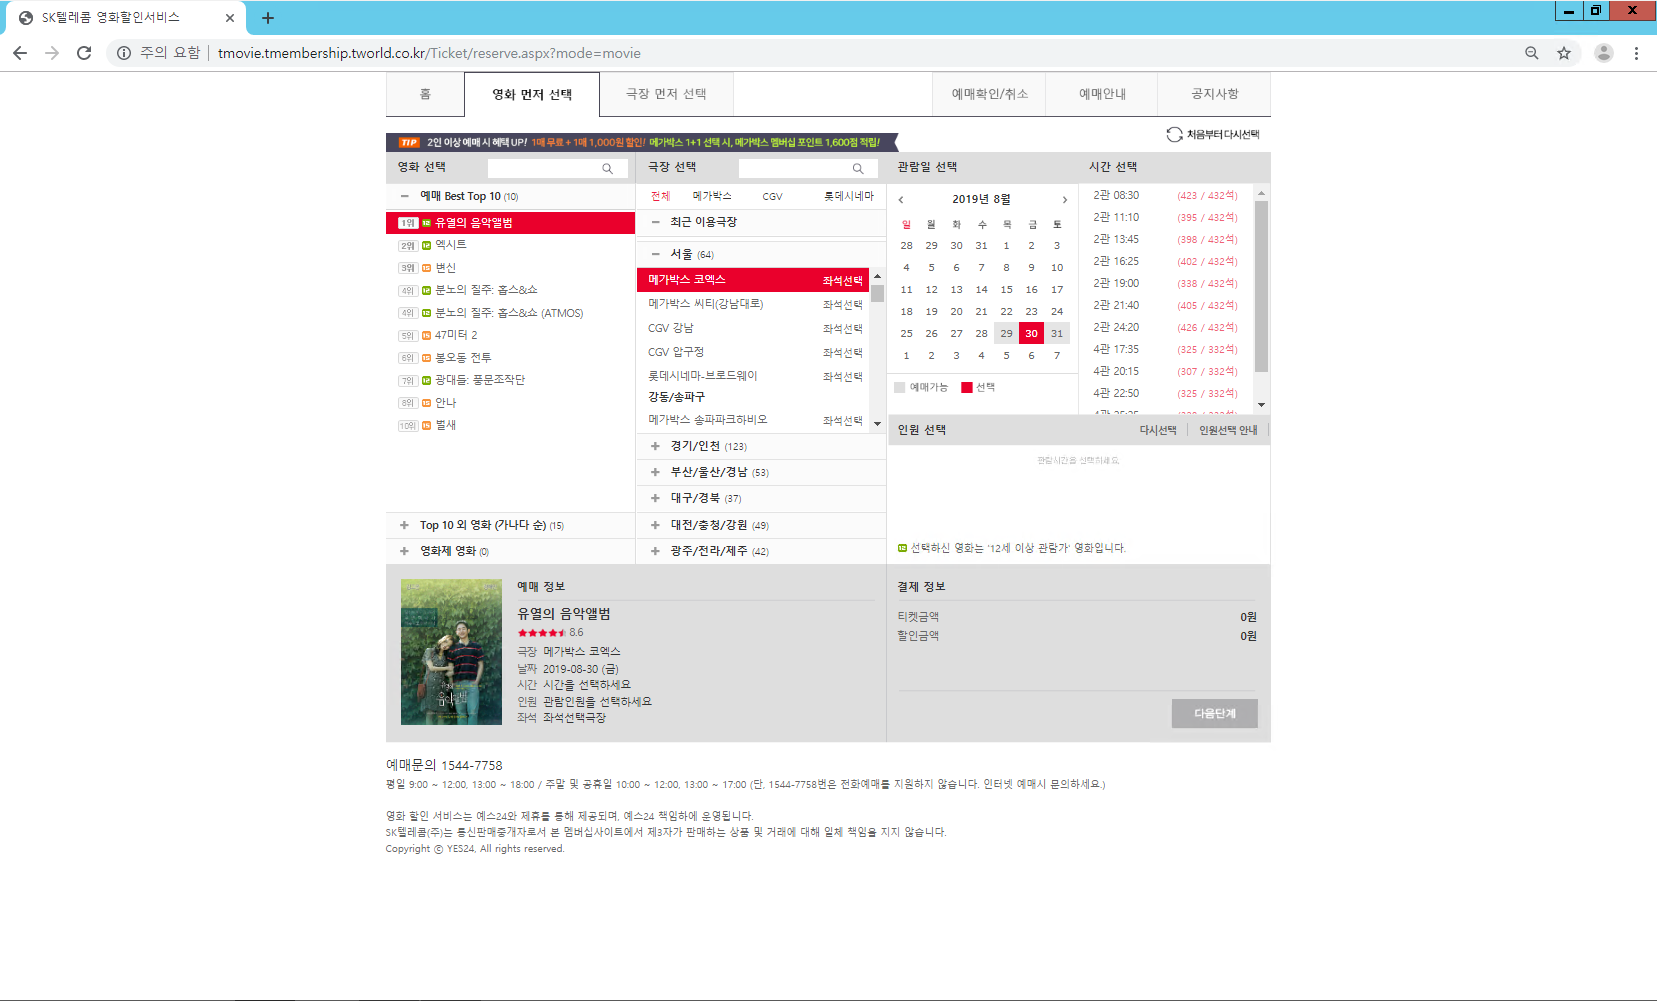 SK텔레콤 영화할인서비스
주의 요함 | tmovie.tmembership.tworld.co.kr/Ticket/reserve.aspx?mode=movie
홈 영화 먼저 선택 극장 먼저 선택 예매확인/취소 예매안내 공지사항
TIP 2인 이상 예매 시 혜택 UP! 1매 무료 + 1매 1,000원 할인! 메가박스 1+1 선택 시, 메가박스 멤버십 포인트 1,600점 적립!
처음부터 다시선택
영화 선택
예매 Best Top 10 (10)
1위 12 유열의 음악앨범
2위 12 엑시트
3위 15 변신
4위 12 분노의 질주: 홉스&쇼
4위 12 분노의 질주: 홉스&쇼 (ATMOS)
5위 15 47미터 2
6위 15 봉오동 전투
7위 12 광대들: 풍문조작단
8위 15 안나
10위 15 벌새
Top 10 외 영화 (가나다 순) (15)
영화제 영화 (0)
극장 선택
전체 메가박스 CGV 롯데시네마
최근 이용극장
서울 (64)
메가박스 코엑스 좌석선택
메가박스 씨티(강남대로) 좌석선택
CGV 강남 좌석선택
CGV 압구정 좌석선택
롯데시네마-브로드웨이 좌석선택
강동/송파구
메가박스 송파파크하비오 좌석선택
경기/인천 (123)
부산/울산/경남 (53)
대구/경북 (37)
대전/충청/강원 (49)
광주/전라/제주 (42)
관람일 선택
2019년 8월
일 월 화 수 목 금 토
28 29 30 31 1 2 3
4 5 6 7 8 9 10
11 12 13 14 15 16 17
18 19 20 21 22 23 24
25 26 27 28 29 30 31
1 2 3 4 5 6 7
예매가능 선택
시간 선택
2관 08:30 (423 / 432석)
2관 11:10 (395 / 432석)
2관 13:45 (398 / 432석)
2관 16:25 (402 / 432석)
2관 19:00 (338 / 432석)
2관 21:40 (405 / 432석)
2관 24:20 (426 / 432석)
4관 17:35 (325 / 332석)
4관 20:15 (307 / 332석)
4관 22:50 (325 / 332석)
인원 선택 다시선택 인원선택 안내
관람시간을 선택하세요.
12 선택하신 영화는 '12세 이상 관람가' 영화입니다.
예매 정보
유열의 음악앨범
8.6
극장 메가박스 코엑스
날짜 2019-08-30 (금)
시간 시간을 선택하세요
인원 관람인원을 선택하세요
좌석 좌석선택극장
결제 정보
티켓금액 0원
할인금액 0원
다음단계
예매문의 1544-7758
평일 9:00 ~ 12:00, 13:00 ~ 18:00 / 주말 및 공휴일 10:00 ~ 12:00, 13:00 ~ 17:00 (단, 1544-7758번은 전화예매를 지원하지 않습니다. 인터넷 예매시 문의하세요.)
영화 할인 서비스는 예스24와 제휴를 통해 제공되며, 예스24 책임하에 운영됩니다.
SK텔레콤(주)는 통신판매중개자로서 본 멤버십사이트에서 제3자가 판매하는 상품 및 거래에 대해 일체 책임을 지지 않습니다.
Copyright ⓒ YES24, All rights reserved.